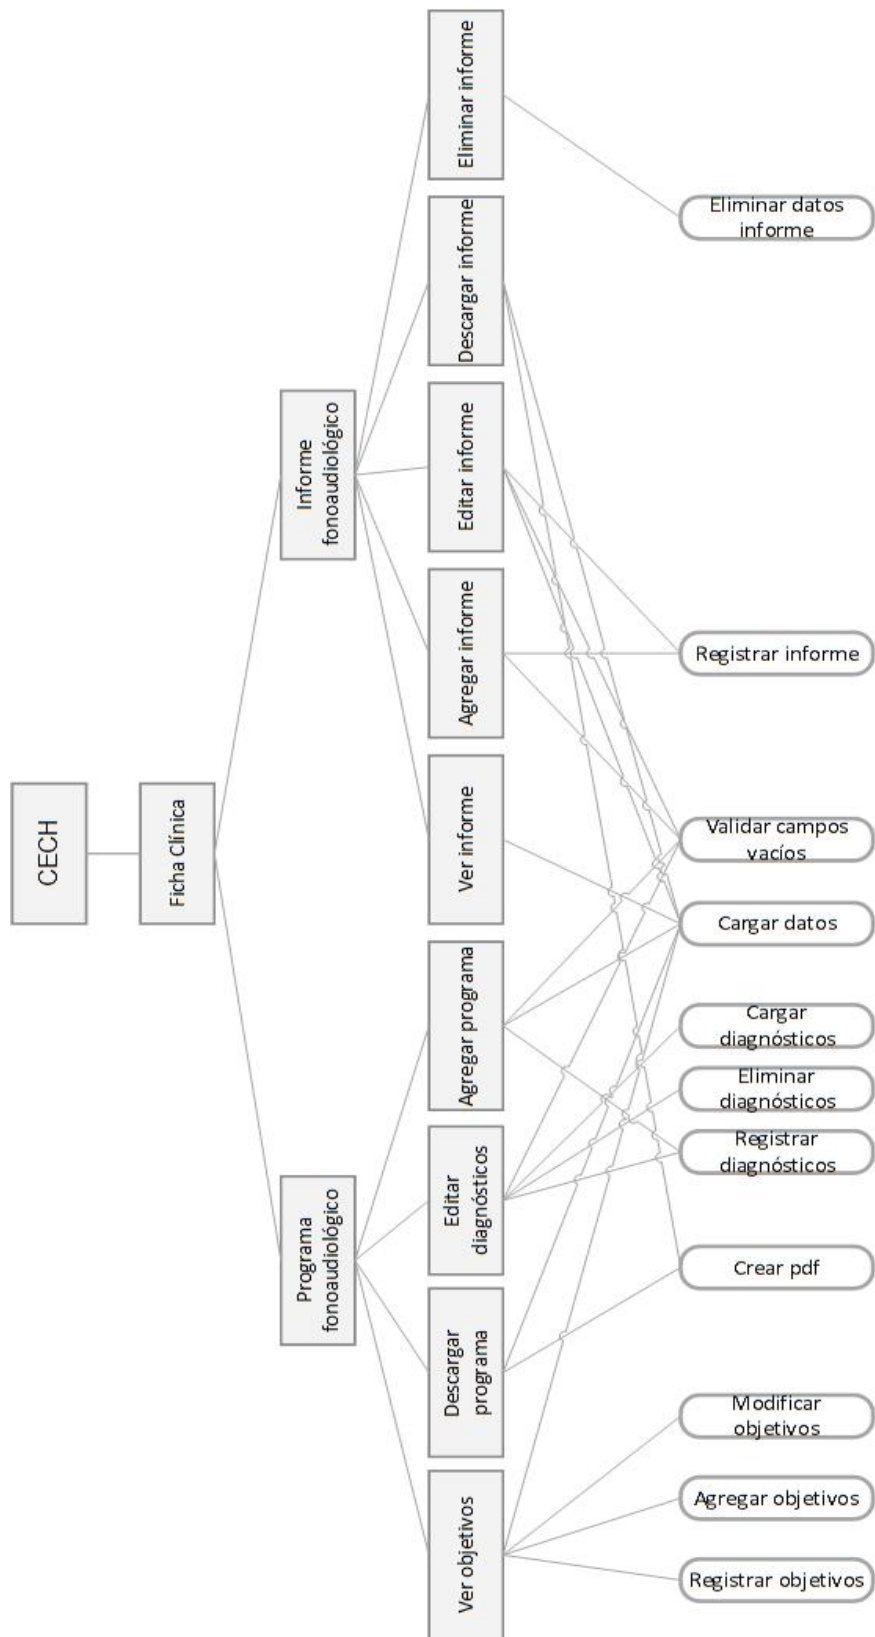 CECH
Ficha Clínica
Programa
fonoaudiológico
Informe
fonoaudiológico
Ver objetivos
Descargar
programa
Editar
diagnósticos
Agregar programa
Ver informe
Agregar informe
Editar informe
Descargar informe
Eliminar informe
Eliminar datos
informe
Registrar informe
Validar campos
vacíos
Cargar datos
Cargar
diagnósticos
Eliminar
diagnósticos
Registrar
diagnósticos
Crear pdf
Modificar
objetivos
Agregar objetivos
Registrar objetivos